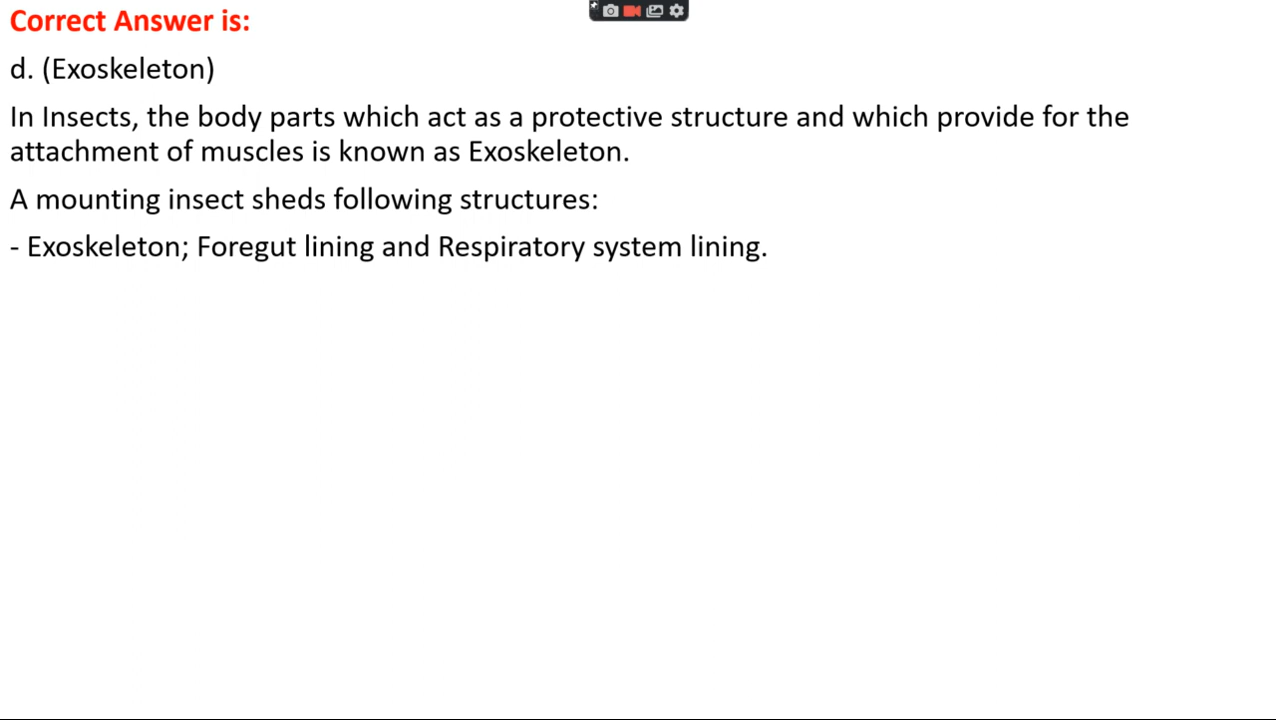 Correct Answer is:
d. (Exoskeleton)
In Insects, the body parts which act as a protective structure and which provide for the
attachment of muscles is known as Exoskeleton.
A mounting insect sheds following structures:
- Exoskeleton; Foregut lining and Respiratory system lining.